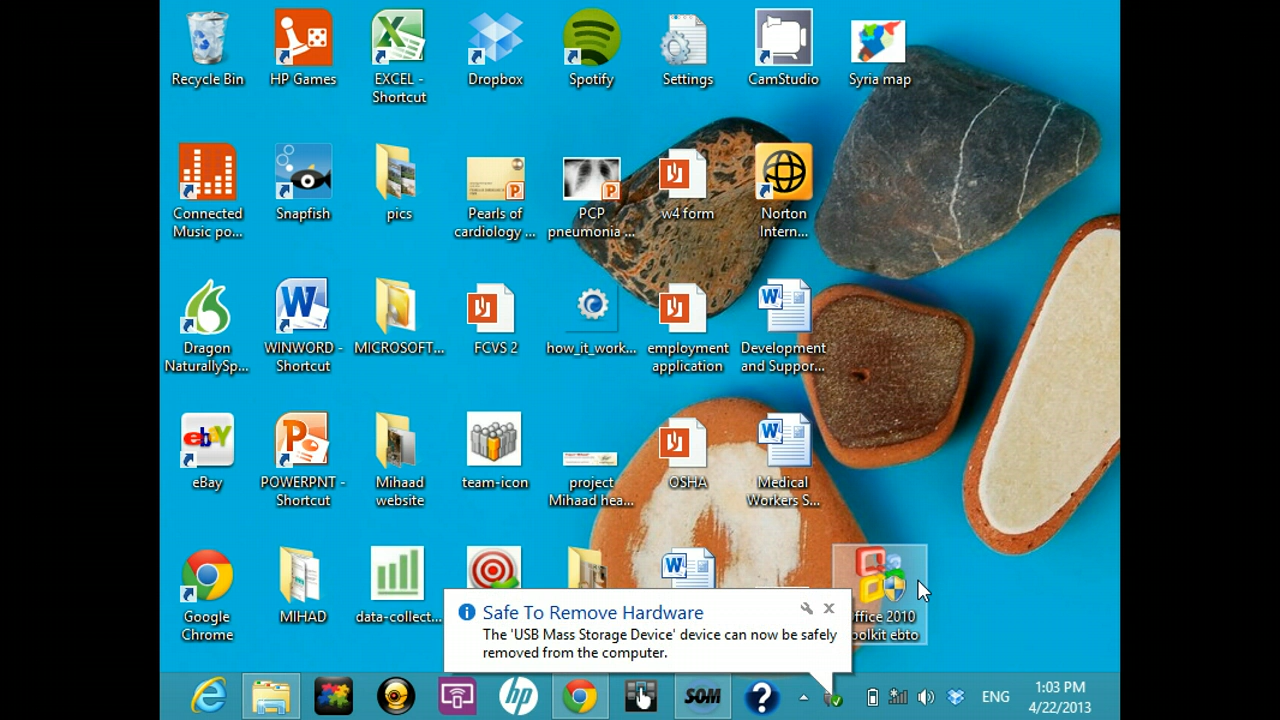 Recycle Bin
HP Games
EXCEL -
Shortcut
Dropbox
Spotify
Settings
CamStudio
Syria map
Connected
Music po...
Snapfish
pics
Pearls of
cardiology ...
PCP
pneumonia ...
w4 form
Norton
Intern...
Dragon
NaturallySp...
WINWORD -
Shortcut
MICROSOFT...
FCVS 2
how_it_work...
employment
application
Development
and Suppor...
eBay
POWERPNT -
Shortcut
Mihaad
website
team-icon
project
Mihaad hea...
OSHA
Medical
Workers S...
Google
Chrome
MIHAD
data-collect...
ffice 2010
oolkit ebto
Safe To Remove Hardware
The 'USB Mass Storage Device' device can now be safely
removed from the computer.
hp
SOM
ENG
1:03 PM
4/22/2013